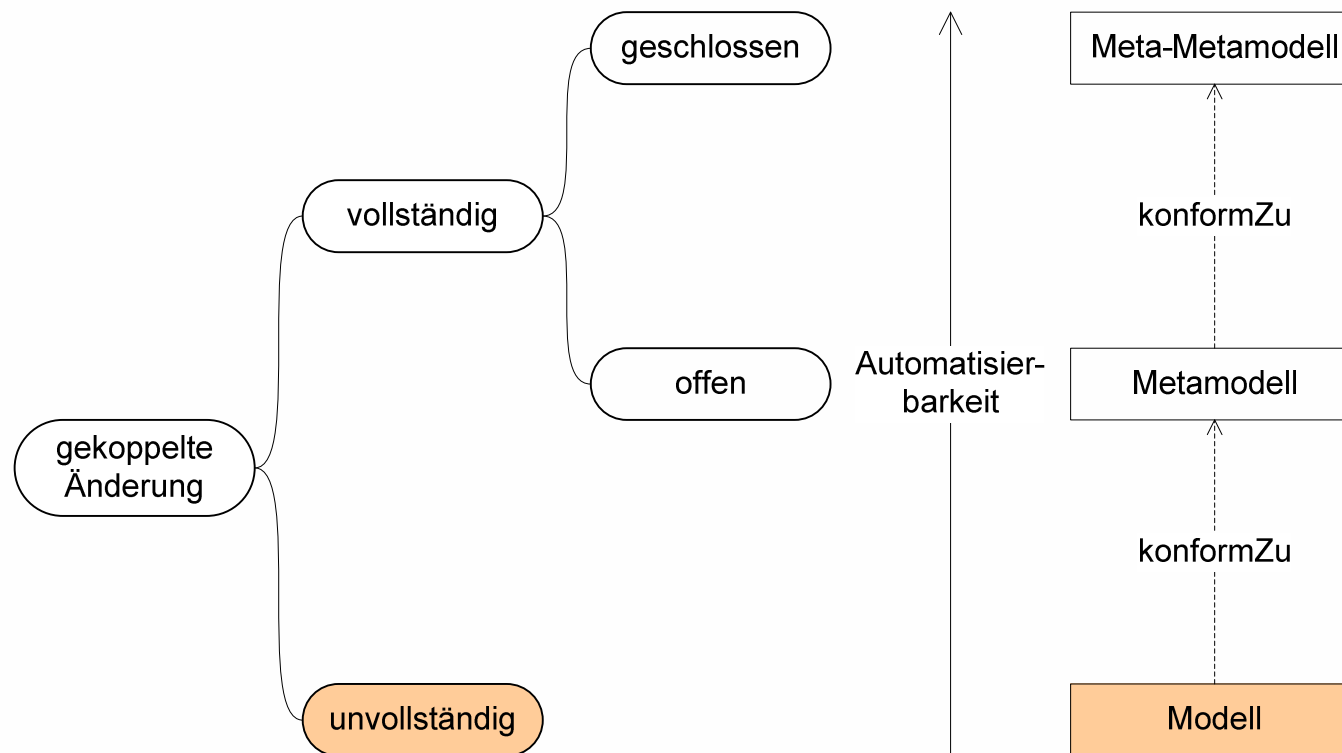 geschlossen
Meta-Metamodell
vollständig
konformZu
Automatisier-
barkeit
offen
Metamodell
gekoppelte
Änderung
konformZu
unvollständig
Modell